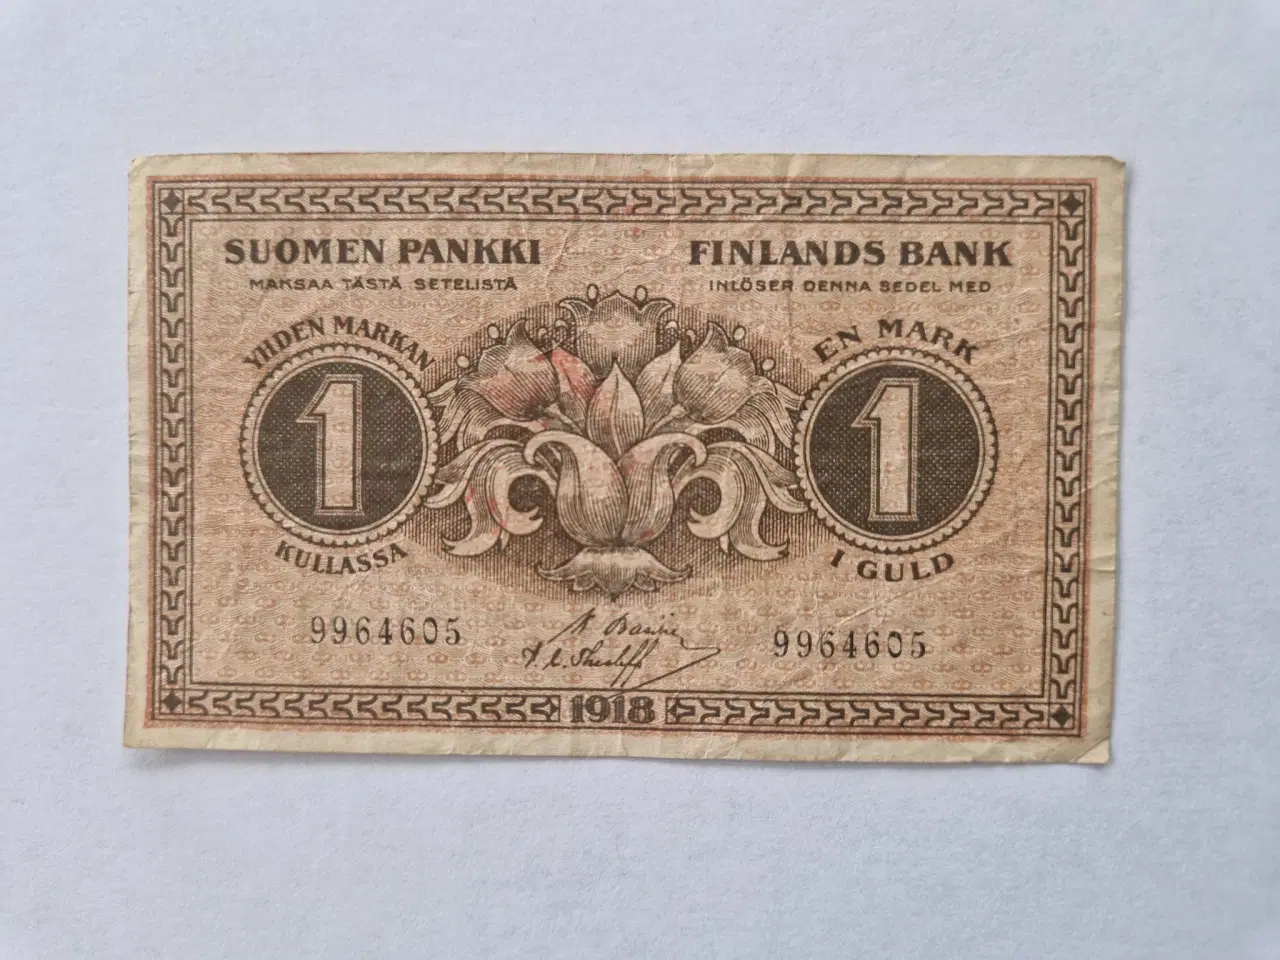 SUOMEN PANKKI
MAKSAA TÄSTÄ SETELISTÄ
YHDEN MARKAN
1
KULLASSA
FINLANDS BANK
INLÖSER DENNA SEDEL MED
EN MARK
1
I GULD
9964605
9964605
1918